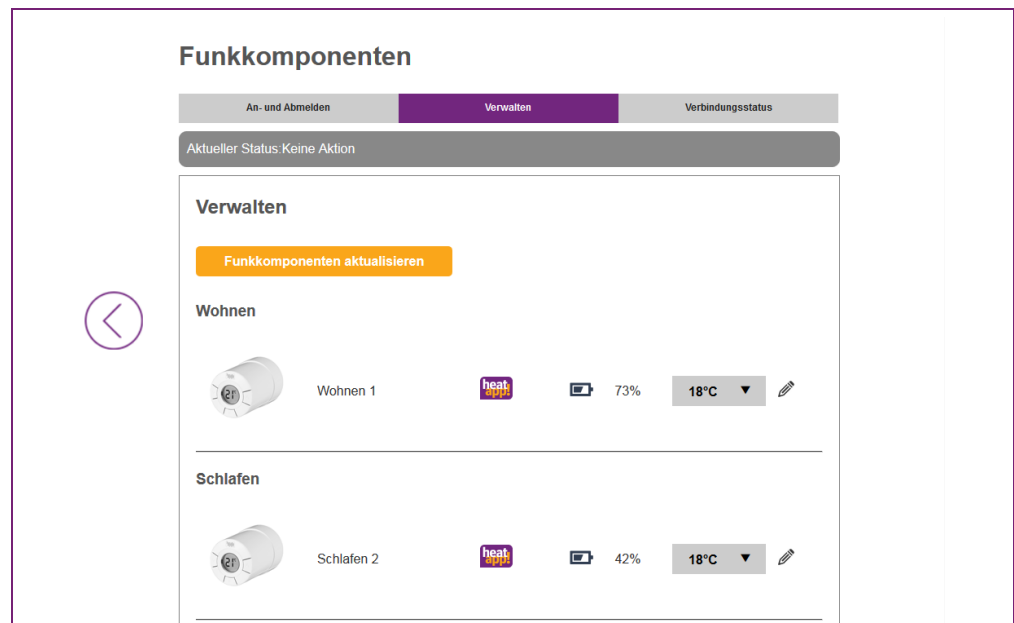 Funkkomponenten
An- und Abmelden Verwalten Verbindungsstatus
Aktueller Status:Keine Aktion
Verwalten
Funkkomponenten aktualisieren
Wohnen
Wohnen 1 heat app! 73% 18°C
Schlafen
Schlafen 2 heat app! 42% 18°C